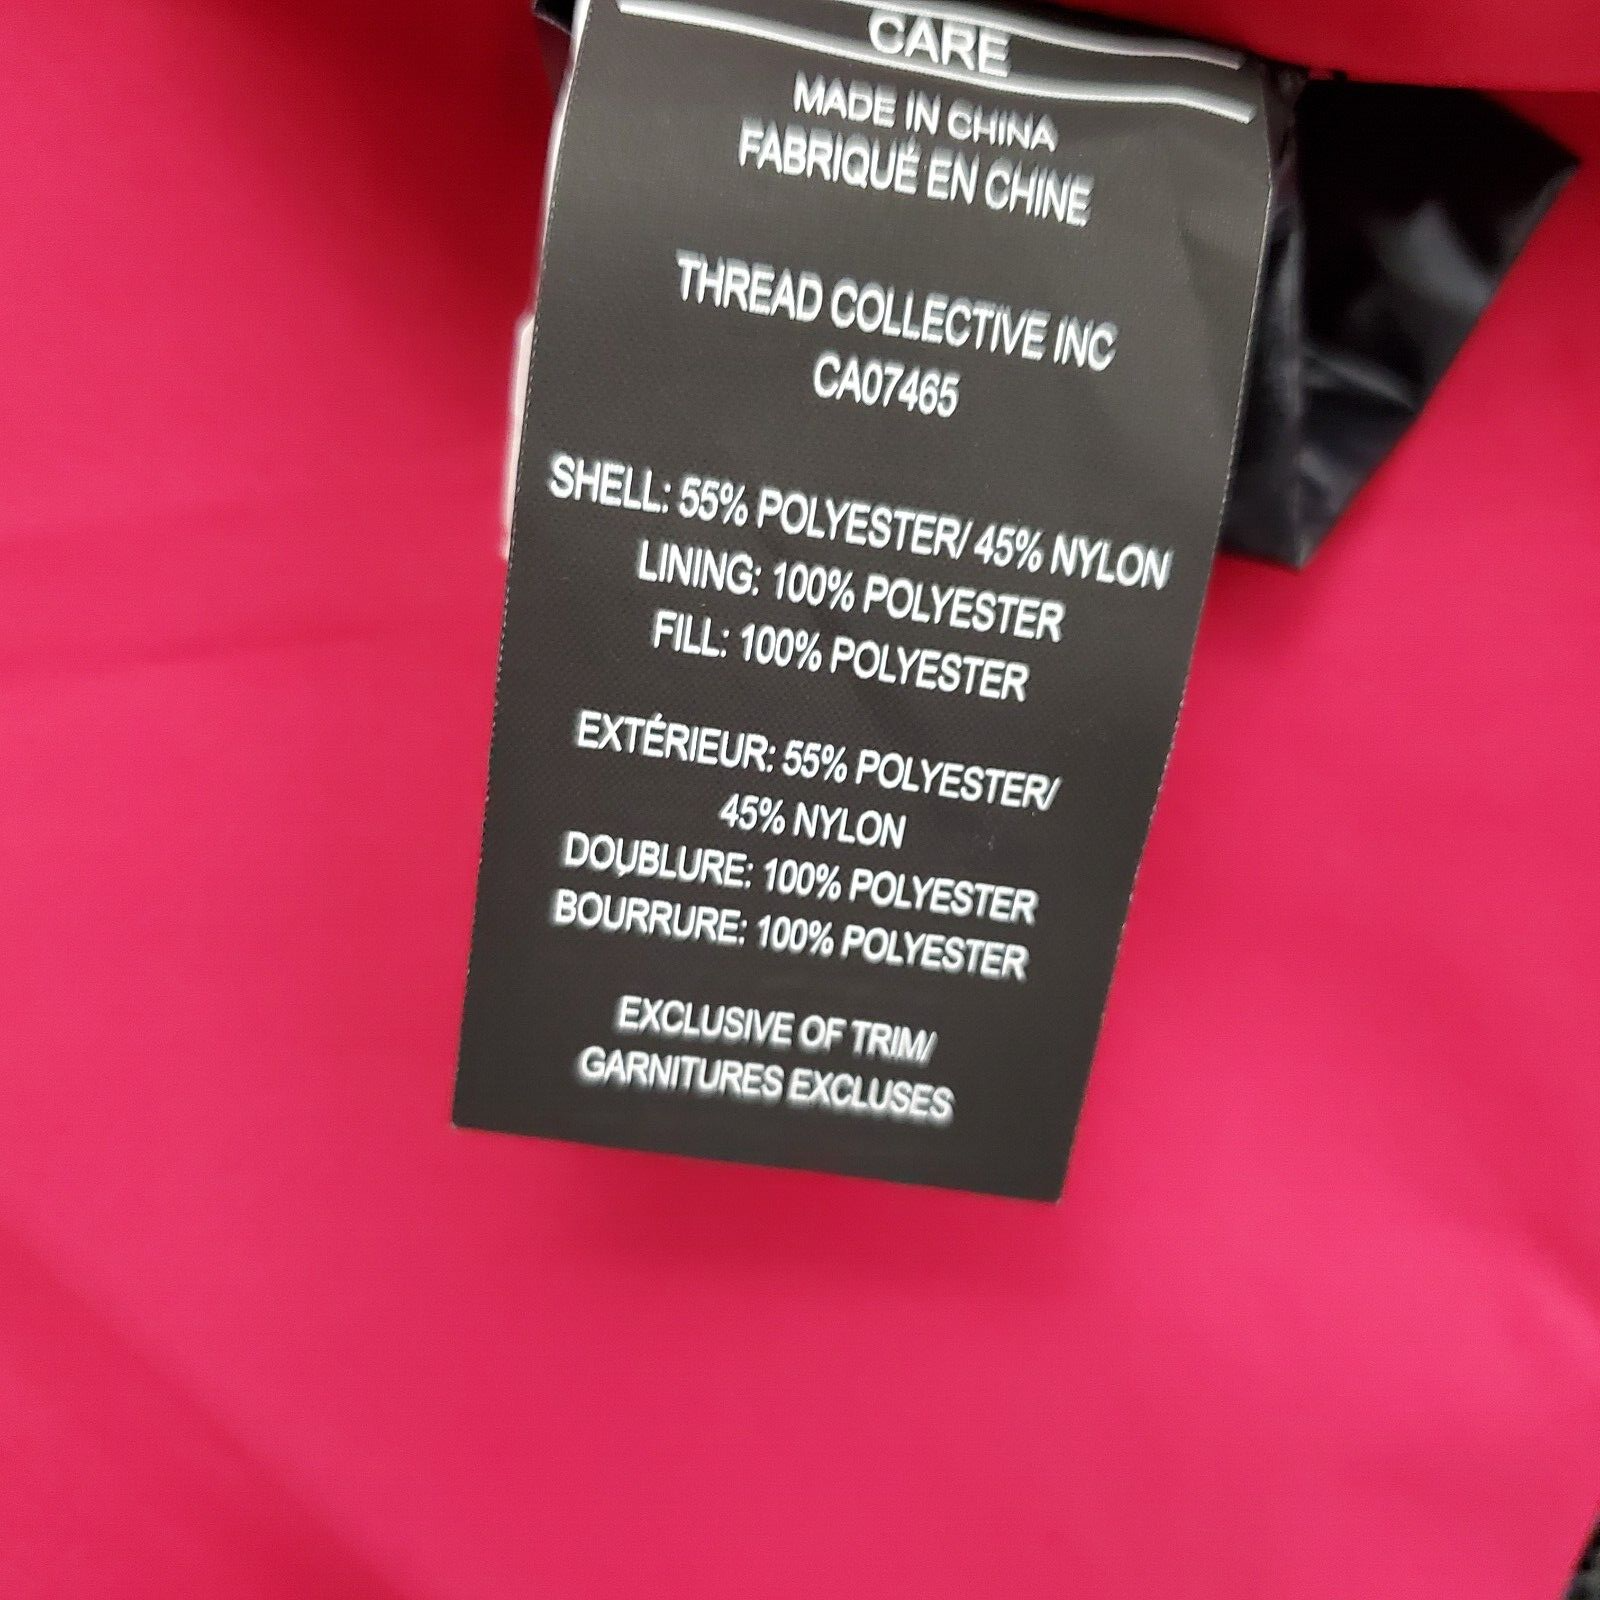 CARE
MADE IN CHINA
FABRIQUÉ EN CHINE
THREAD COLLECTIVE INC
CA07465
SHELL: 55% POLYESTER/ 45% NYLON
LINING: 100% POLYESTER
FILL: 100% POLYESTER
EXTÉRIEUR: 55% POLYESTER/
45% NYLON
DOUBLURE: 100% POLYESTER
BOURRURE: 100% POLYESTER
EXCLUSIVE OF TRIM/
GARNITURES EXCLUSES